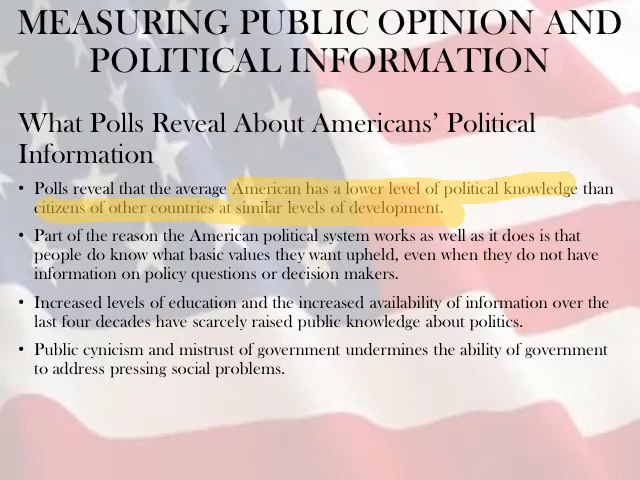 MEASURING PUBLIC OPINION AND
POLITICAL INFORMATION
What Polls Reveal About Americans’ Political
Information
• Polls reveal that the average American has a lower level of political knowledge than
citizens of other countries at similar levels of development.
• Part of the reason the American political system works as well as it does is that
people do know what basic values they want upheld, even when they do not have
information on policy questions or decision makers.
• Increased levels of education and the increased availability of information over the
last four decades have scarcely raised public knowledge about politics.
• Public cynicism and mistrust of government undermines the ability of government
to address pressing social problems.